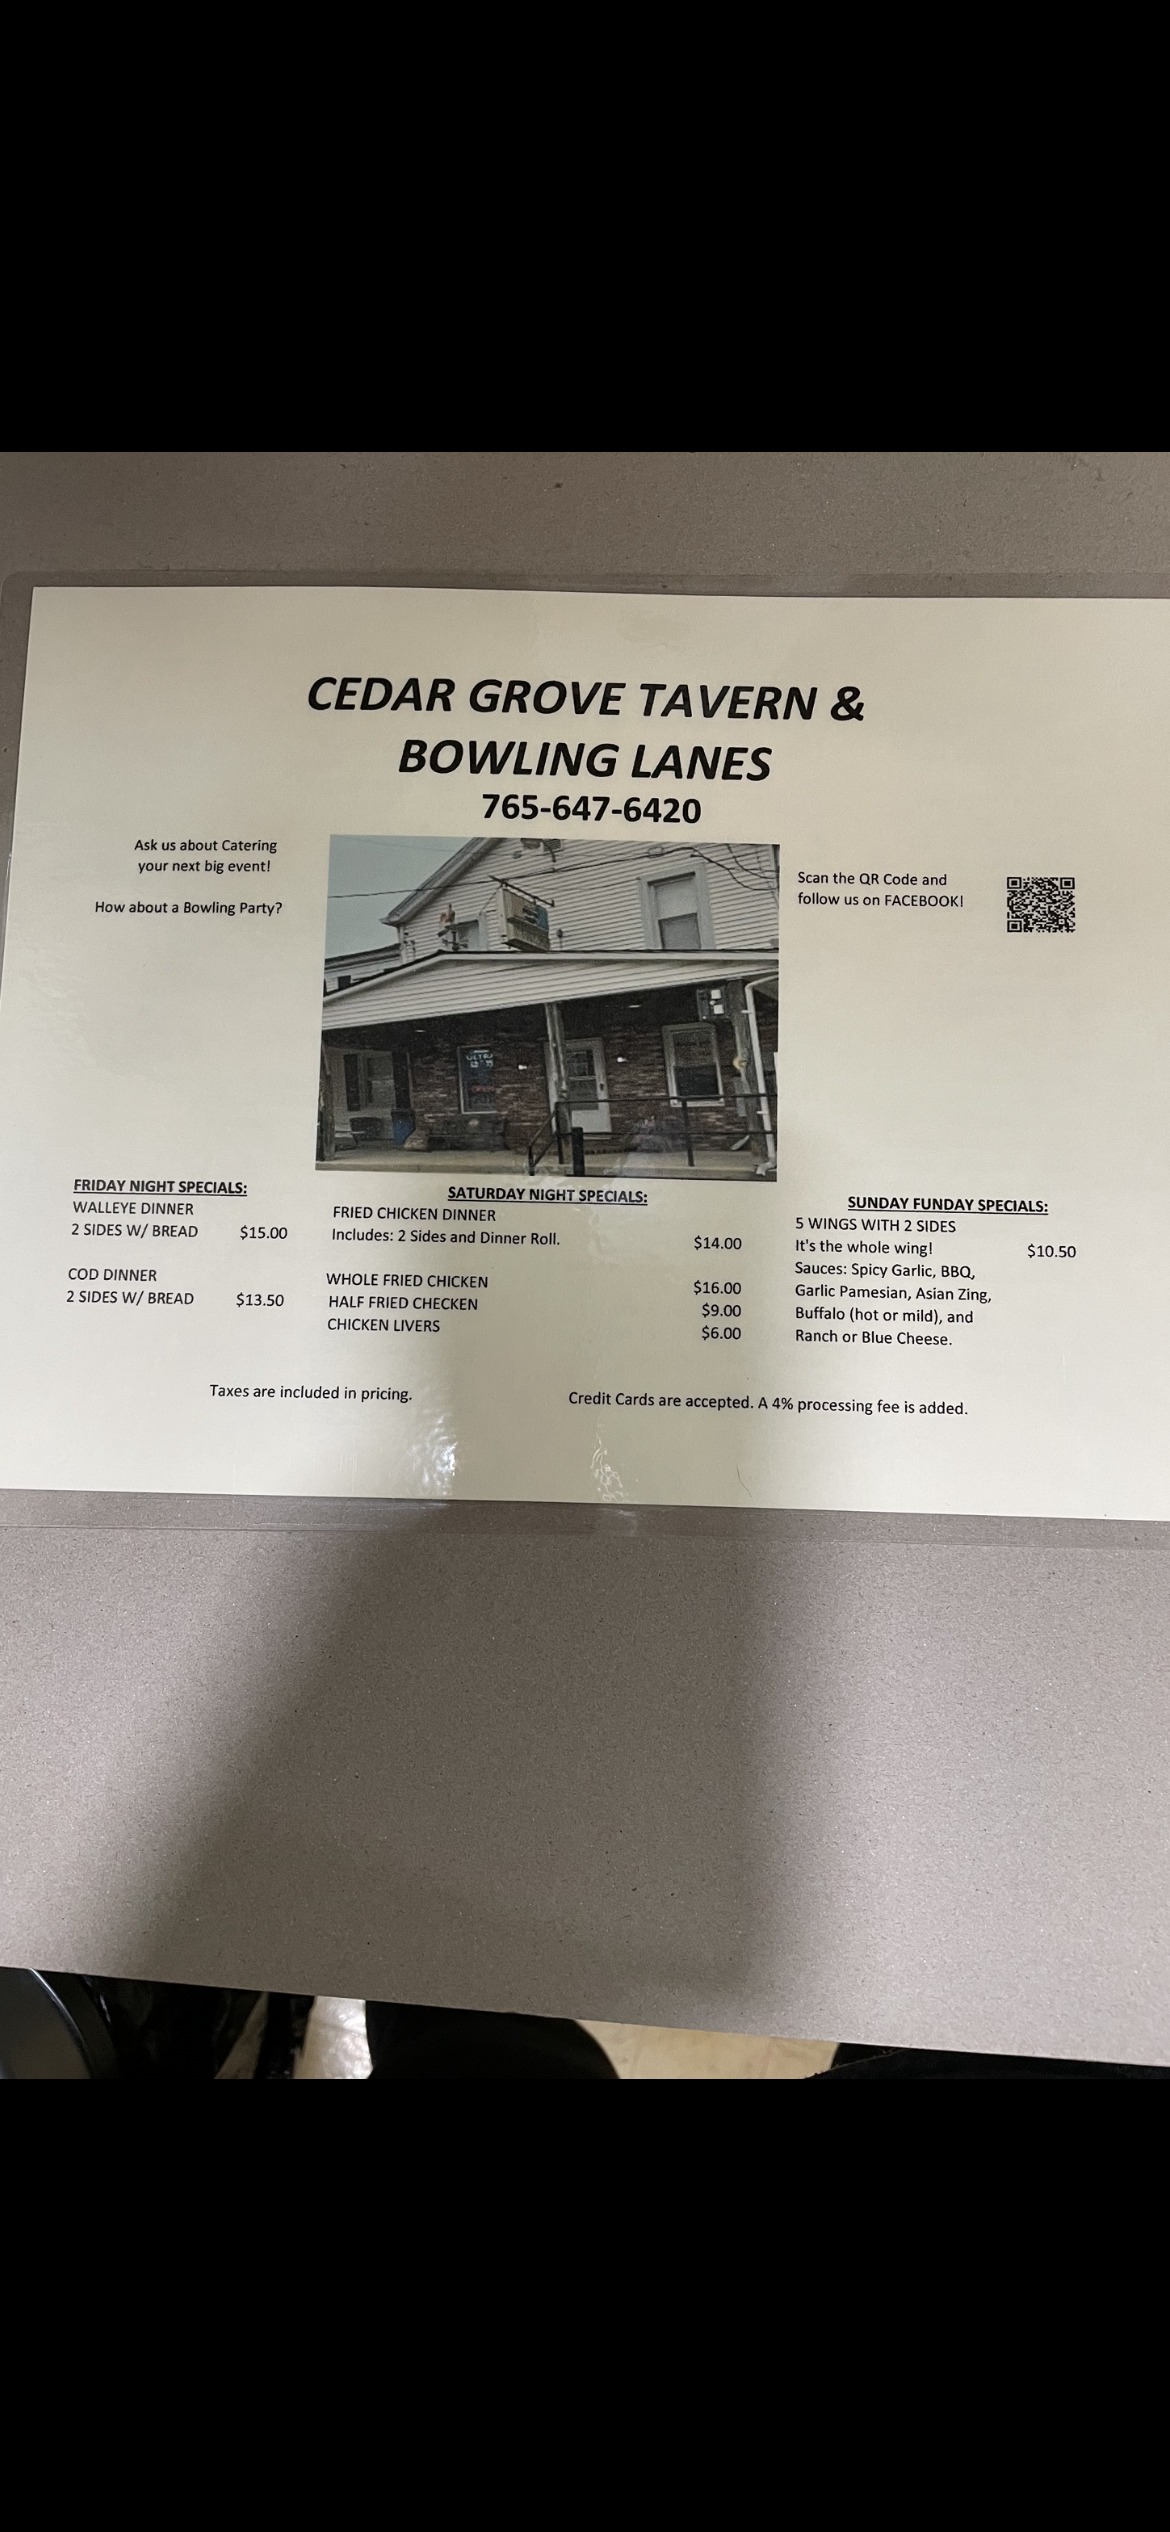 CEDAR GROVE TAVERN &
BOWLING LANES
765-647-6420
Ask us about Catering
your next big event!
How about a Bowling Party?
Scan the QR Code and
follow us on FACEBOOK!
FRIDAY NIGHT SPECIALS:
WALLEYE DINNER
2 SIDES W/ BREAD $15.00
COD DINNER
2 SIDES W/ BREAD $13.50
SATURDAY NIGHT SPECIALS:
FRIED CHICKEN DINNER
Includes: 2 Sides and Dinner Roll. $14.00
WHOLE FRIED CHICKEN $16.00
HALF FRIED CHECKEN $9.00
CHICKEN LIVERS $6.00
SUNDAY FUNDAY SPECIALS:
5 WINGS WITH 2 SIDES
It's the whole wing! $10.50
Sauces: Spicy Garlic, BBQ,
Garlic Pamesian, Asian Zing,
Buffalo (hot or mild), and
Ranch or Blue Cheese.
Taxes are included in pricing.
Credit Cards are accepted. A 4% processing fee is added.